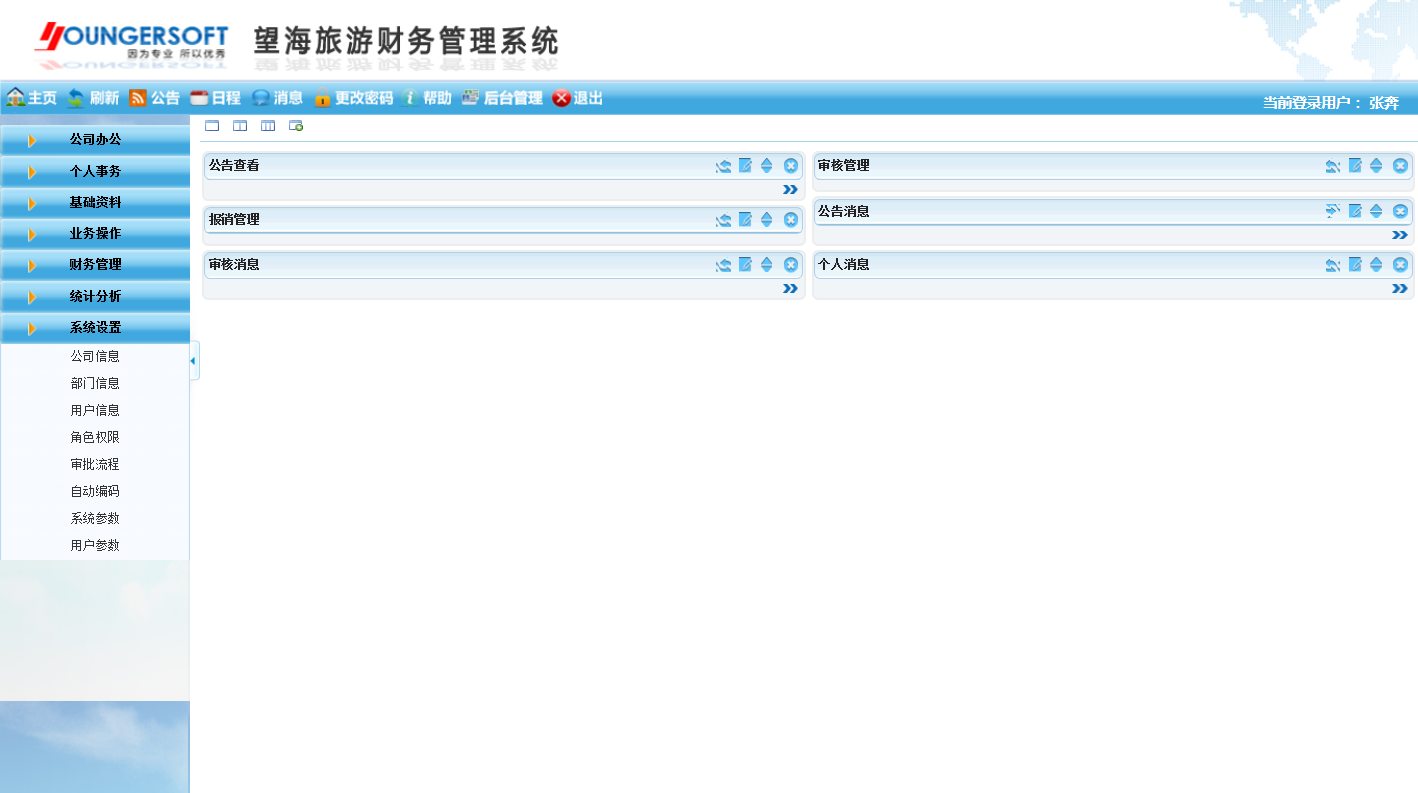 YOUNGERSOFT
因为专业 所以优秀
望海旅游财务管理系统
主页 刷新 公告 日程 消息 更改密码 帮助 后台管理 退出
当前登录用户： 张奔
公司办公
个人事务
基础资料
业务操作
财务管理
统计分析
系统设置
公司信息
部门信息
用户信息
角色权限
审批流程
自动编码
系统参数
用户参数
公告查看
报销管理
审核消息
审核管理
公告消息
个人消息